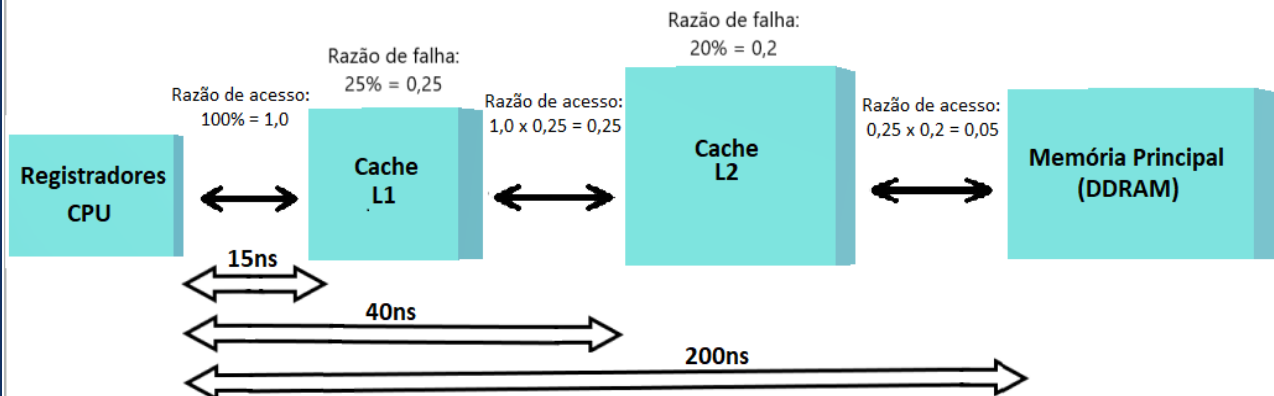 Razão de falha:
20% = 0,2
Razão de falha:
25% = 0,25
Razão de acesso:
100% = 1,0
Razão de acesso:
1,0 x 0,25 = 0,25
Razão de acesso:
0,25 x 0,2 = 0,05
Registradores
CPU
Cache
L1
Cache
L2
Memória Principal
(DDRAM)
15ns
40ns
200ns